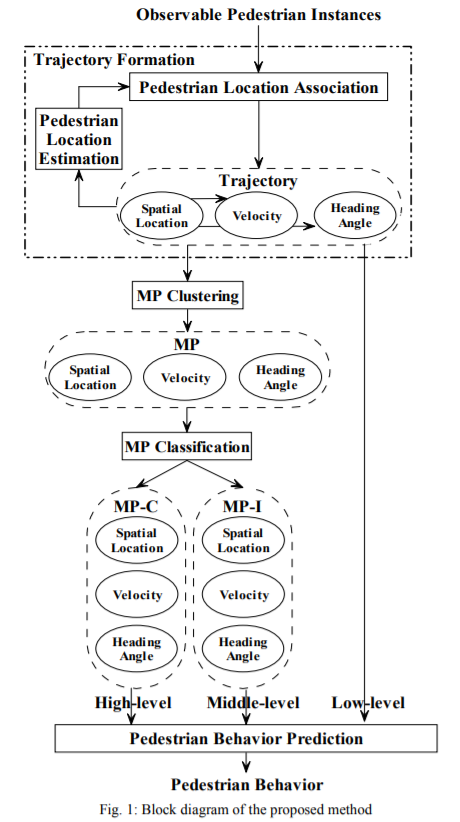 Observable Pedestrian Instances
Trajectory Formation
Pedestrian Location Association
Pedestrian
Location
Estimation
Trajectory
Spatial
Location
Velocity
Heading
Angle
MP Clustering
MP
Spatial
Location
Velocity
Heading
Angle
MP Classification
MP-C
Spatial
Location
Velocity
Heading
Angle
MP-I
Spatial
Location
Velocity
Heading
Angle
High-level
Middle-level
Low-level
Pedestrian Behavior Prediction
Pedestrian Behavior
Fig. 1: Block diagram of the proposed method